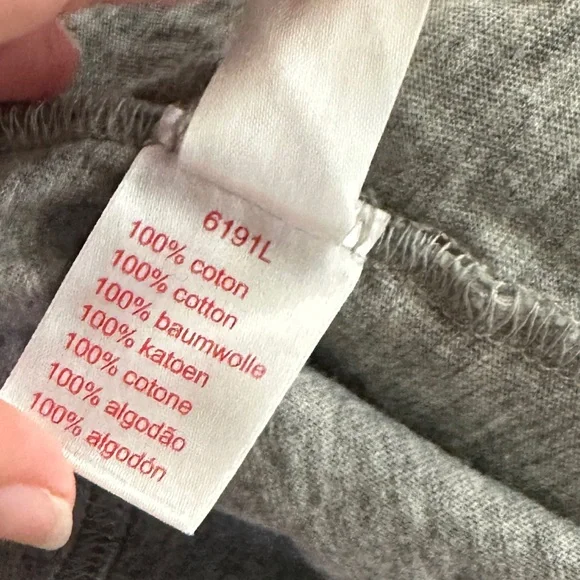 6191L
100% coton
100% cotton
100% baumwolle
100% katoen
100% cotone
100% algodão
100% algodón